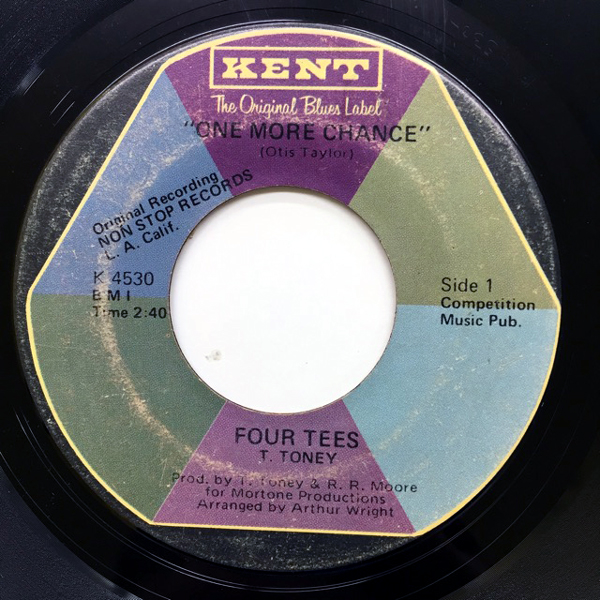 KENT
The Original Blues Label
"ONE MORE CHANCE"
(Otis Taylor)
Original Recording
NON STOP RECORDS
L. A. Calif.
K 4530
BMI
Time 2:40
Side 1
Competition
Music Pub.
FOUR TEES
T. TONEY
Prod. by T. Toney & R. R. Moore
for Mortone Productions
Arranged by Arthur Wright